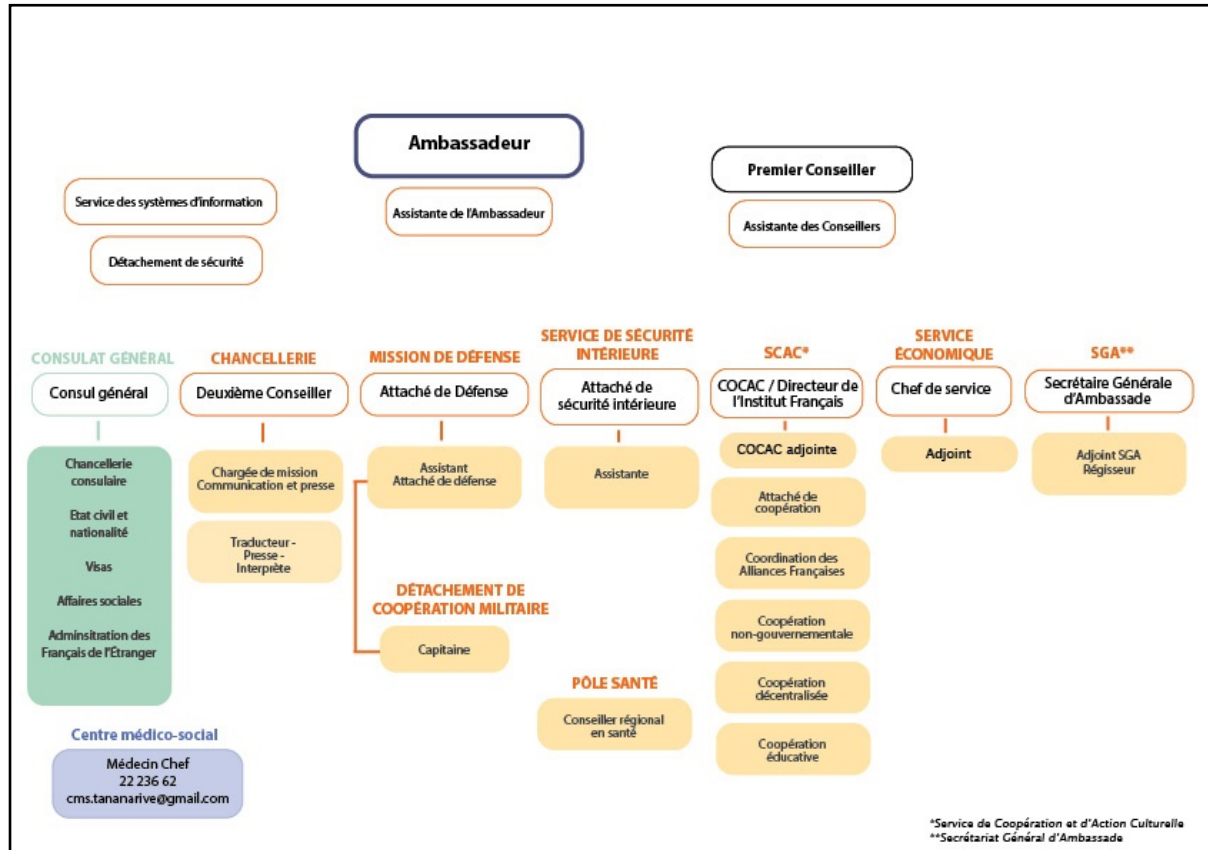 Ambassadeur
Premier Conseiller
Service des systèmes d'information
Assistante de l'Ambassadeur
Assistante des Conseillers
Détachement de sécurité
CONSULAT GÉNÉRAL
Consul général
Chancellerie
consulaire
Etat civil et
nationalité
Visas
Affaires sociales
Adminsitration des
Français de l'Étranger
CHANCELLERIE
Deuxième Conseiller
Chargée de mission
Communication et presse
Traducteur -
Presse -
Interprète
MISSION DE DÉFENSE
Attaché de Défense
Assistant
Attaché de défense
DÉTACHEMENT DE
COOPÉRATION MILITAIRE
Capitaine
SERVICE DE SÉCURITÉ
INTÉRIEURE
Attaché de
sécurité intérieure
Assistante
PÔLE SANTÉ
Conseiller régional
en santé
SCAC*
COCAC / Directeur de
l'Institut Français
COCAC adjointe
Attaché de
coopération
Coordination des
Alliances Françaises
Coopération
non-gouvernementale
Coopération
décentralisée
Coopération
éducative
SERVICE
ÉCONOMIQUE
Chef de service
Adjoint
SGA**
Secrétaire Générale
d'Ambassade
Adjoint SGA
Régisseur
Centre médico-social
Médecin Chef
22 236 62
cms.tananarive@gmail.com
*Service de Coopération et d'Action Culturelle
**Secrétariat Général d'Ambassade